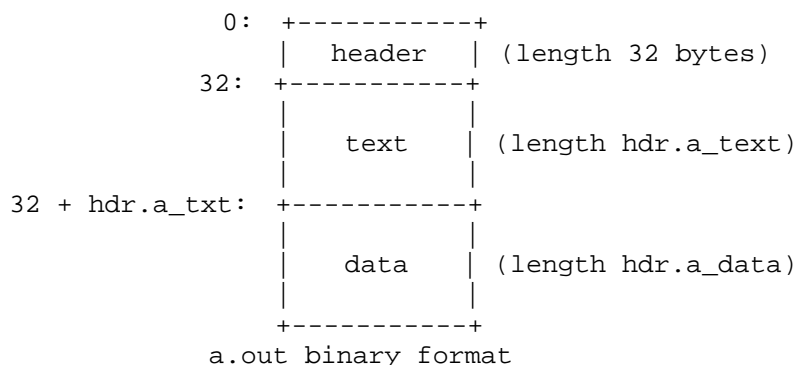 0: +-----------+
| header | (length 32 bytes)
32: +-----------+
| |
| text | (length hdr.a_text)
| |
32 + hdr.a_txt: +-----------+
| |
| data | (length hdr.a_data)
| |
+-----------+
a.out binary format